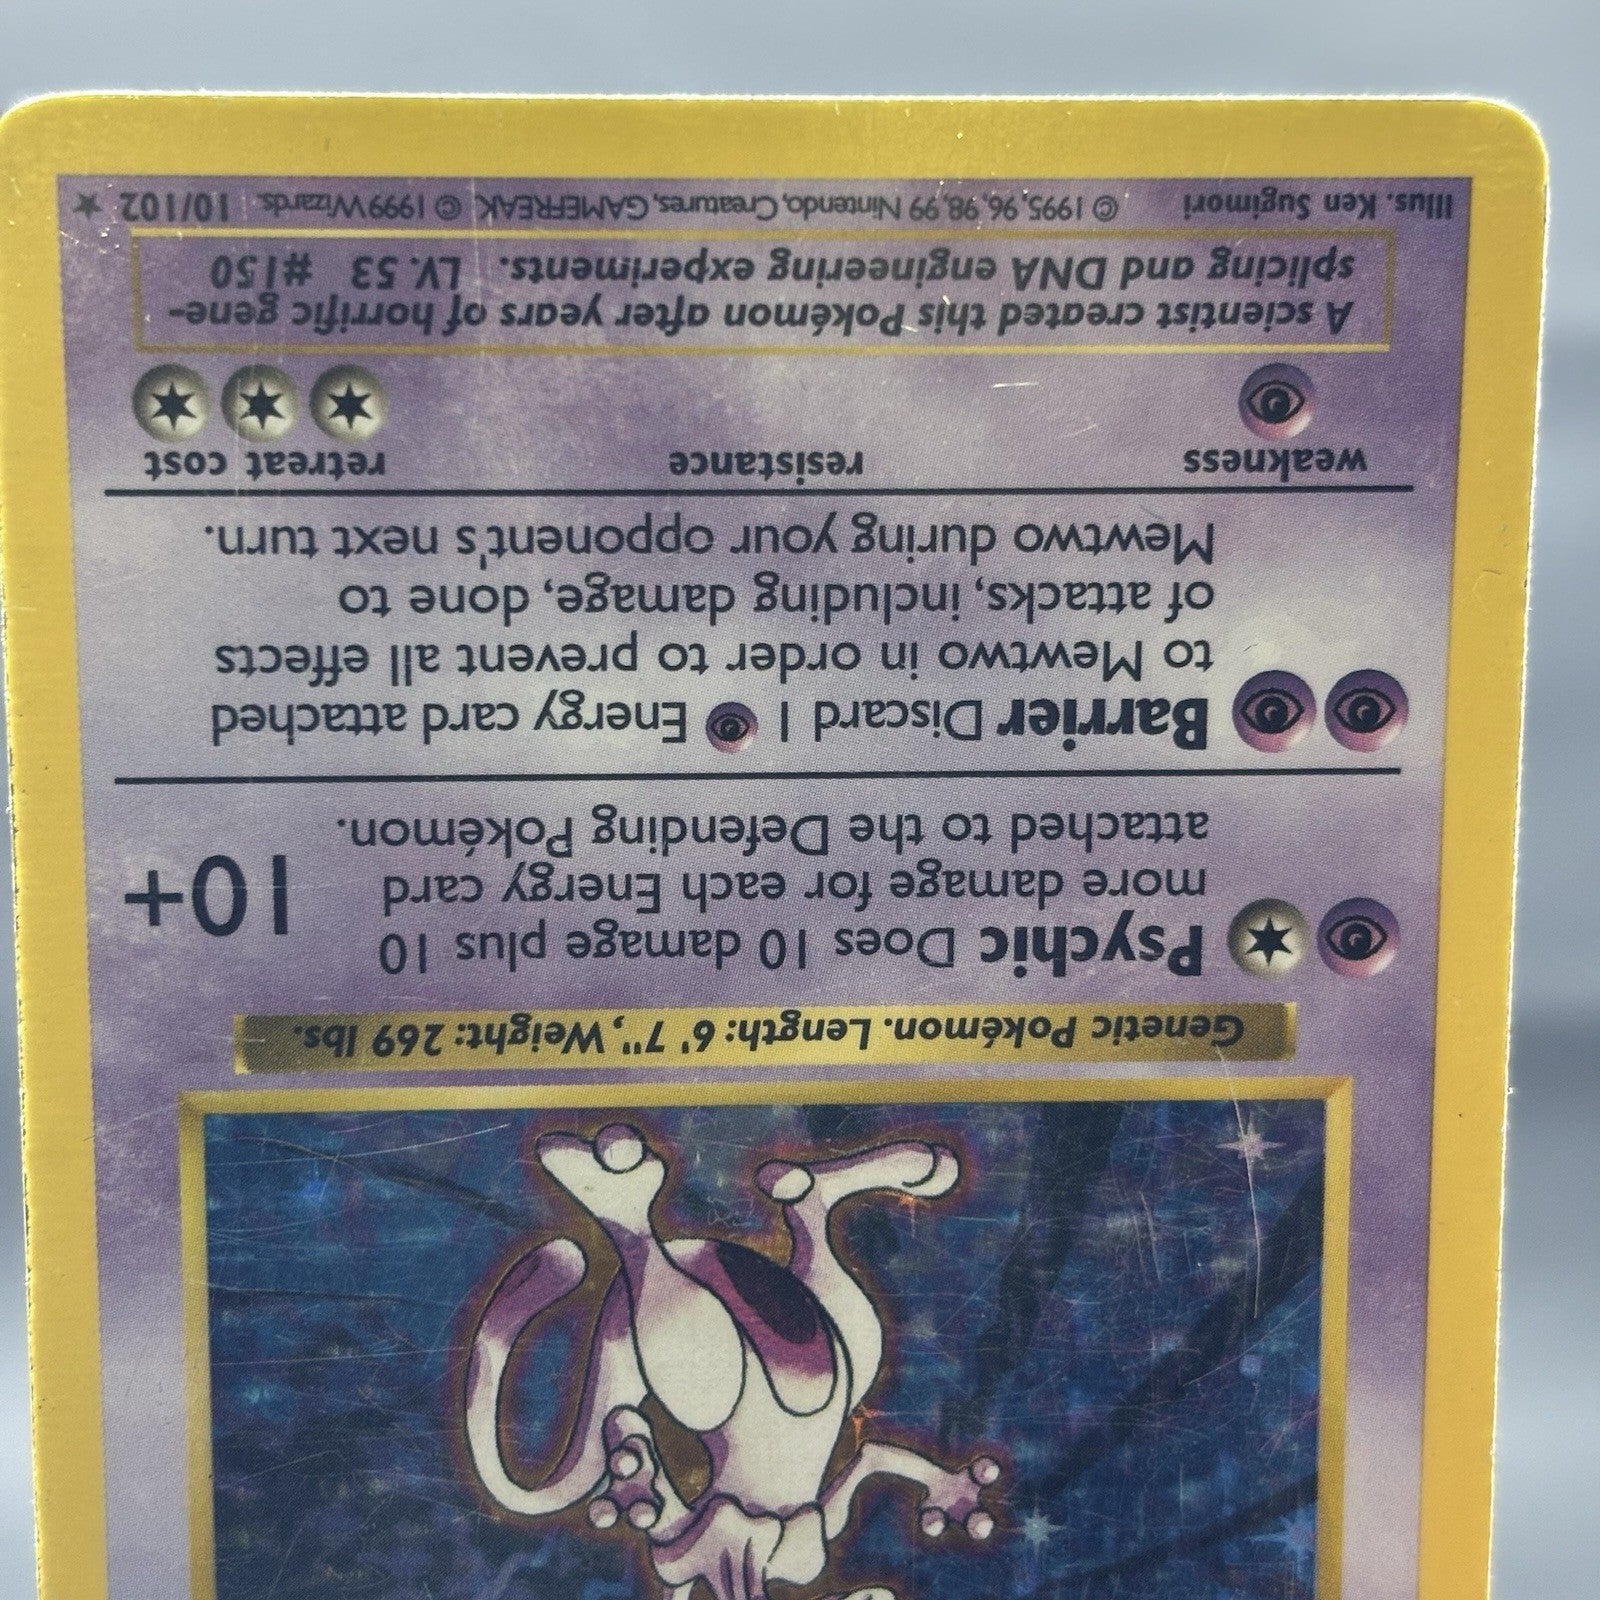 Genetic Pokémon. Length: 6' 7", Weight: 269 lbs.
Psychic Does 10 damage plus 10
more damage for each Energy card
attached to the Defending Pokémon.
10+
Barrier Discard 1 Energy card attached
to Mewtwo in order to prevent all effects
of attacks, including damage, done to
Mewtwo during your opponent's next turn.
weakness resistance retreat cost
A scientist created this Pokémon after years of horrific gene-
splicing and DNA engineering experiments. LV. 53 #150
Illus. Ken Sugimori © 1995, 96, 98, 99 Nintendo, Creatures, GAMEFREAK. © 1999 Wizards. 10/102 ★